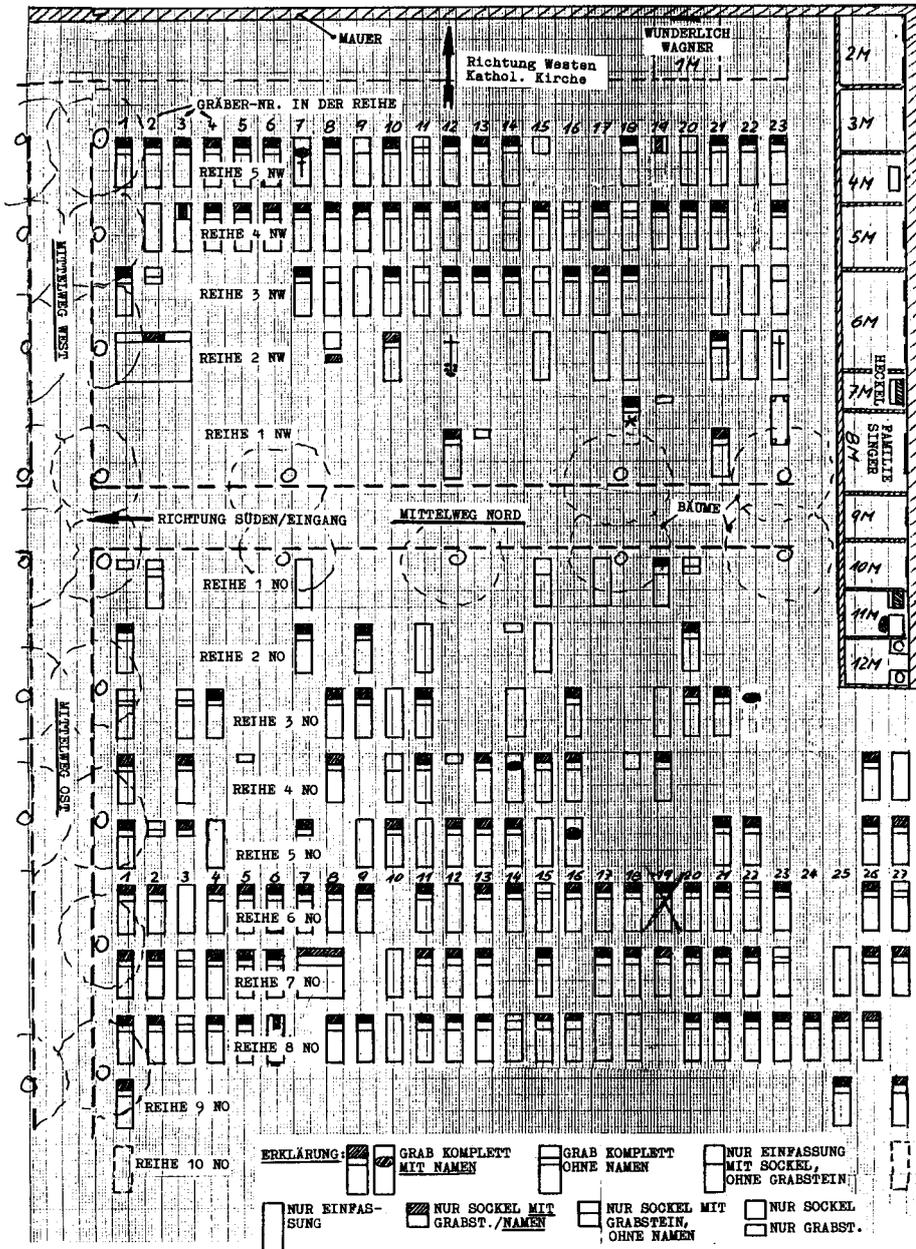 MAUER
Richtung Westen
Kathol. Kirche
WUNDERLICH
WAGNER
1M
2M
3M
4M
5M
6M
HECKEL
7M
FAMILIE
SINGER
8M
9M
10M
11M
12M
GRÄBER-NR. IN DER REIHE
1 2 3 4 5 6 7 8 9 10 11 12 13 14 15 16 17 18 19 20 21 22 23
REIHE 5 NW
REIHE 4 NW
REIHE 3 NW
REIHE 2 NW
REIHE 1 NW
MITTELWEG WEST
RICHTUNG SÜDEN/EINGANG
MITTELWEG NORD
BÄUME
REIHE 1 NO
REIHE 2 NO
REIHE 3 NO
REIHE 4 NO
REIHE 5 NO
MITTELWEG OST
1 2 3 4 5 6 7 8 9 10 11 12 13 14 15 16 17 18 19 20 21 22 23 24 25 26 27
REIHE 6 NO
REIHE 7 NO
REIHE 8 NO
REIHE 9 NO
REIHE 10 NO
ERKLÄRUNG:
GRAB KOMPLETT
MIT NAMEN
GRAB KOMPLETT
OHNE NAMEN
NUR EINFASSUNG
MIT SOCKEL,
OHNE GRABSTEIN
NUR EINFAS-
SUNG
NUR SOCKEL MIT
GRABST./NAMEN
NUR SOCKEL MIT
GRABSTEIN,
OHNE NAMEN
NUR SOCKEL
NUR GRABST.